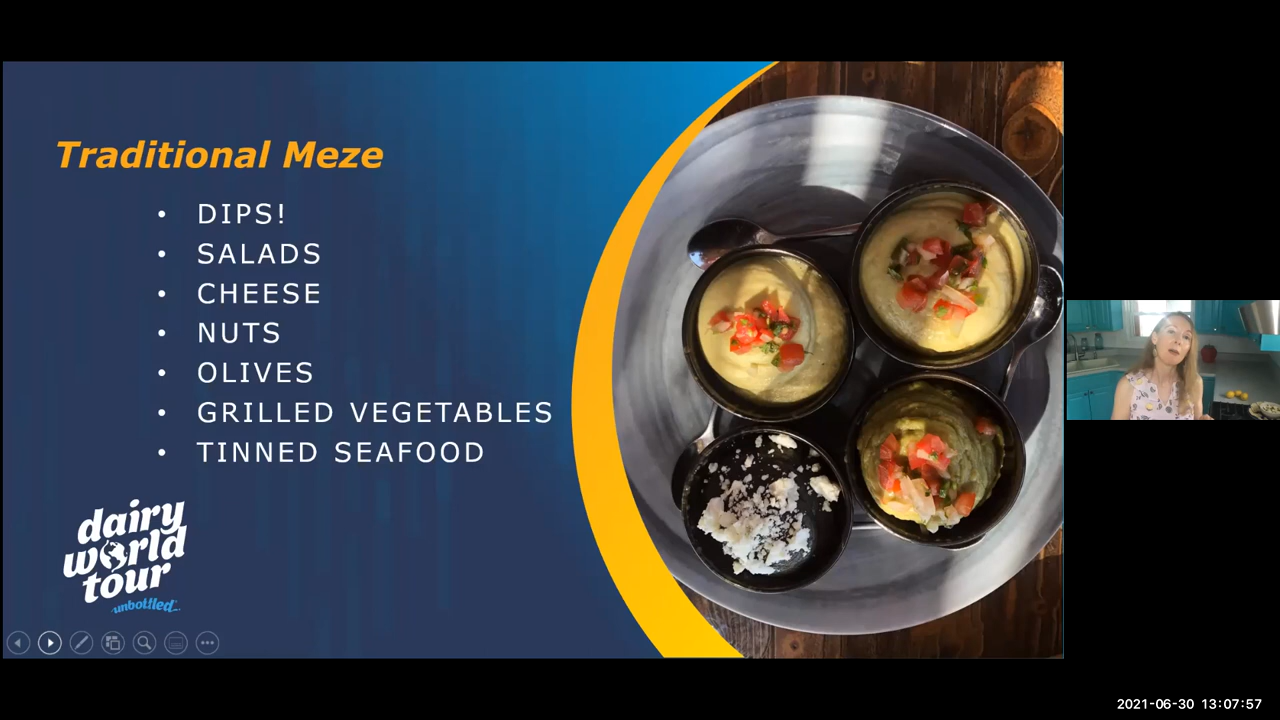 Traditional Meze
• DIPS!
• SALADS
• CHEESE
• NUTS
• OLIVES
• GRILLED VEGETABLES
• TINNED SEAFOOD
dairy
world
tour
unbottled
2021-06-30 13:07:57